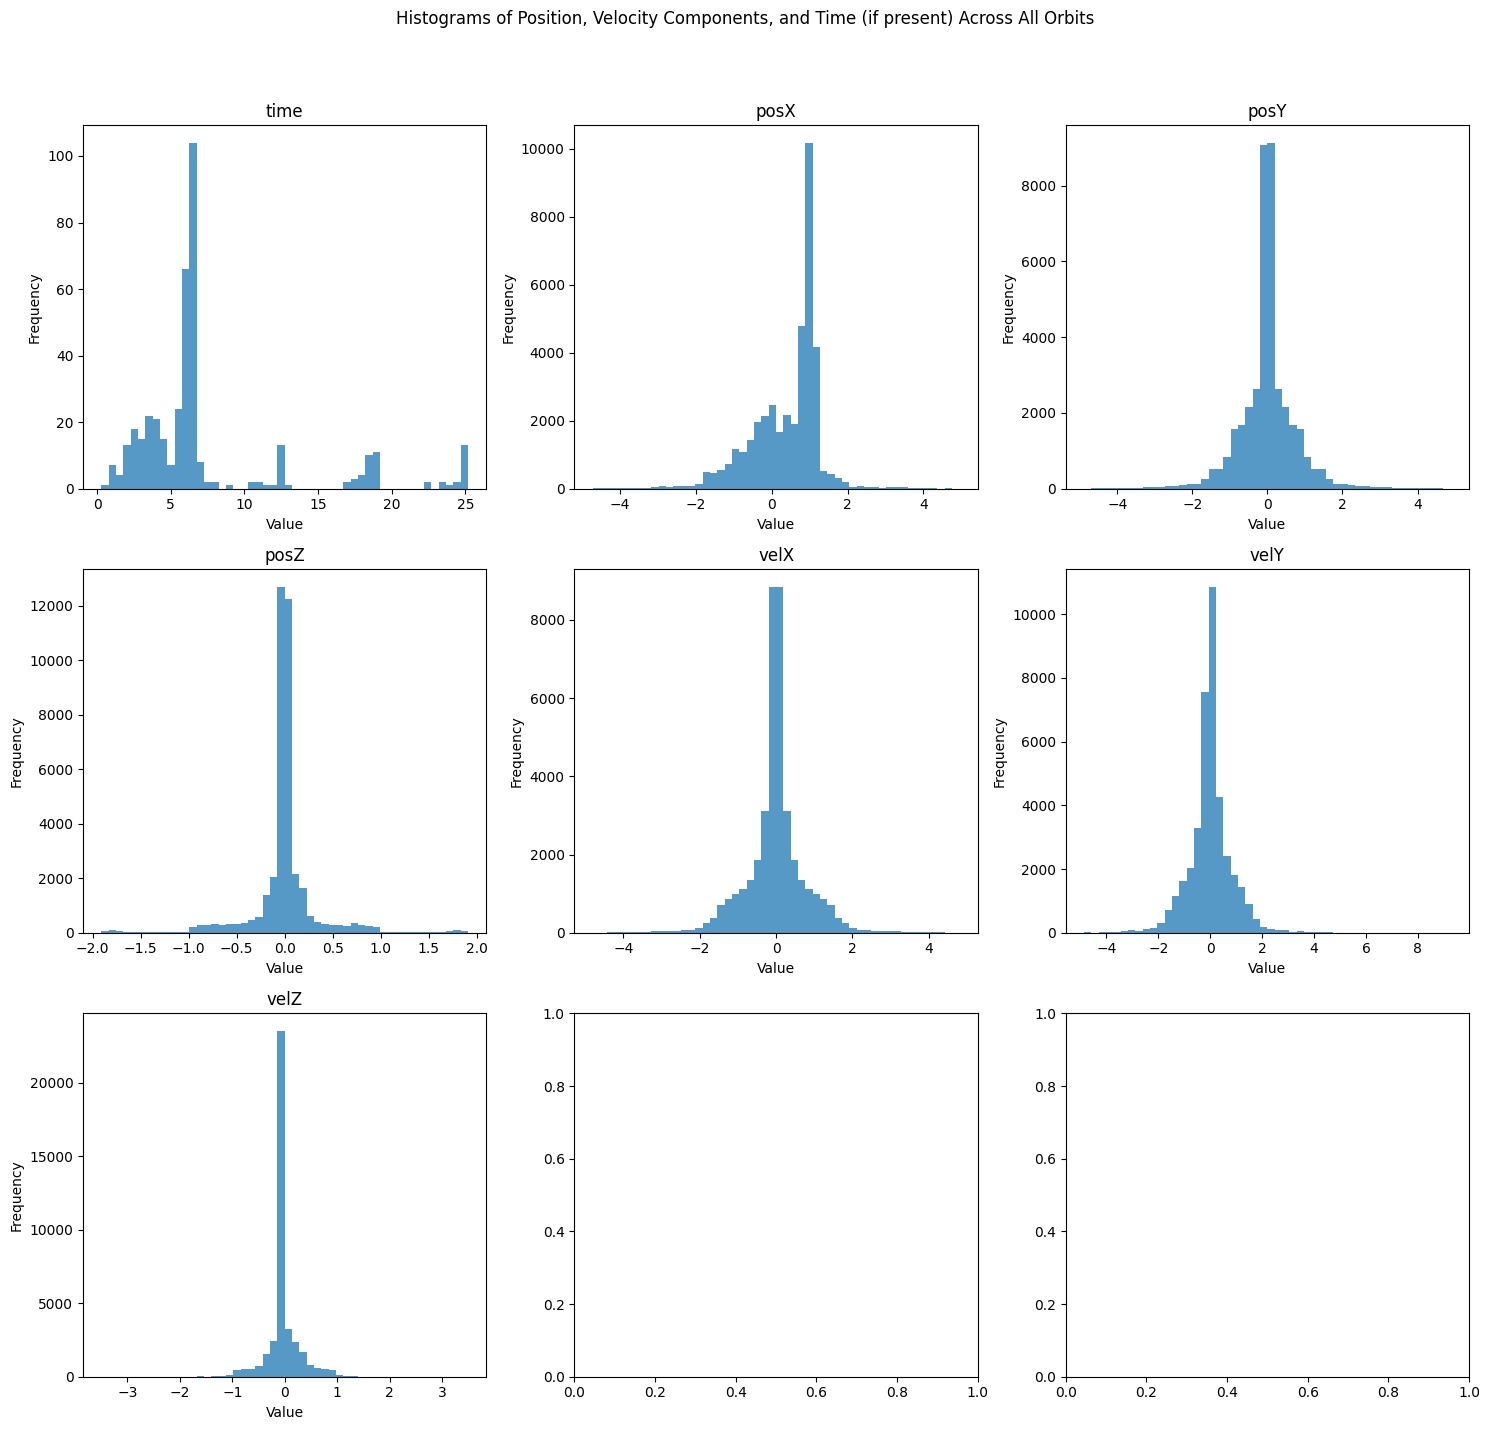 Histograms of Position, Velocity Components, and Time (if present) Across All Orbits
time
Frequency
0 20 40 60 80 100
0 5 10 15 20 25
Value
posX
Frequency
0 2000 4000 6000 8000 10000
−4 −2 0 2 4
Value
posY
Frequency
0 2000 4000 6000 8000
−4 −2 0 2 4
Value
posZ
Frequency
0 2000 4000 6000 8000 10000 12000
−2.0 −1.5 −1.0 −0.5 0.0 0.5 1.0 1.5 2.0
Value
velX
Frequency
0 2000 4000 6000 8000
−4 −2 0 2 4
Value
velY
Frequency
0 2000 4000 6000 8000 10000
−4 −2 0 2 4 6 8
Value
velZ
Frequency
0 5000 10000 15000 20000
−3 −2 −1 0 1 2 3
Value
0.0 0.2 0.4 0.6 0.8 1.0
0.0 0.2 0.4 0.6 0.8 1.0
0.0 0.2 0.4 0.6 0.8 1.0
0.0 0.2 0.4 0.6 0.8 1.0